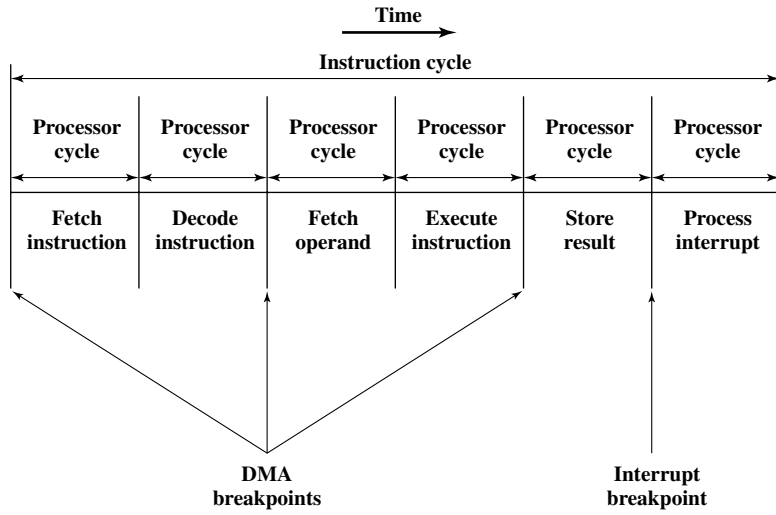 Time
Instruction cycle
Processor cycle
Processor cycle
Processor cycle
Processor cycle
Processor cycle
Processor cycle
Fetch instruction
Decode instruction
Fetch operand
Execute instruction
Store result
Process interrupt
DMA breakpoints
Interrupt breakpoint